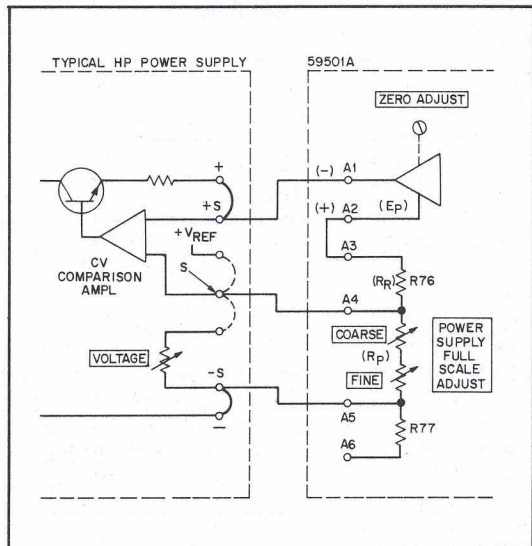 TYPICAL HP POWER SUPPLY
59501A
ZERO ADJUST
+
(-) A1
+S
(+) A2
(EP)
+VREF
A3
CV
COMPARISON
AMPL
S
(RR) R76
A4
COARSE
(RP)
POWER
SUPPLY
FULL
SCALE
ADJUST
VOLTAGE
FINE
-S
A5
R77
-
A6